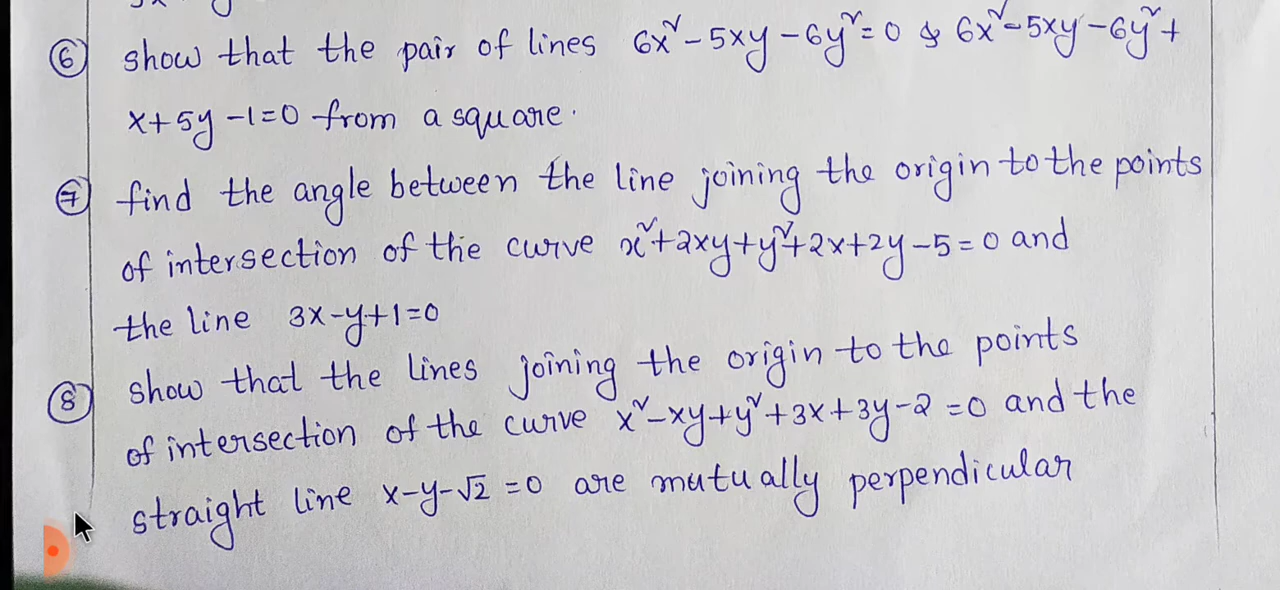 ⑥ show that the pair of lines 6x²-5xy-6y²=0 & 6x²-5xy-6y²+
x+5y-1=0 from a square.
⑦ find the angle between the line joining the origin to the points
of intersection of the curve x²+2xy+y²+2x+2y-5=0 and
the line 3x-y+1=0
⑧ show that the lines joining the origin to the points
of intersection of the curve x²-xy+y²+3x+3y-2=0 and the
straight line x-y-√2=0 are mutually perpendicular